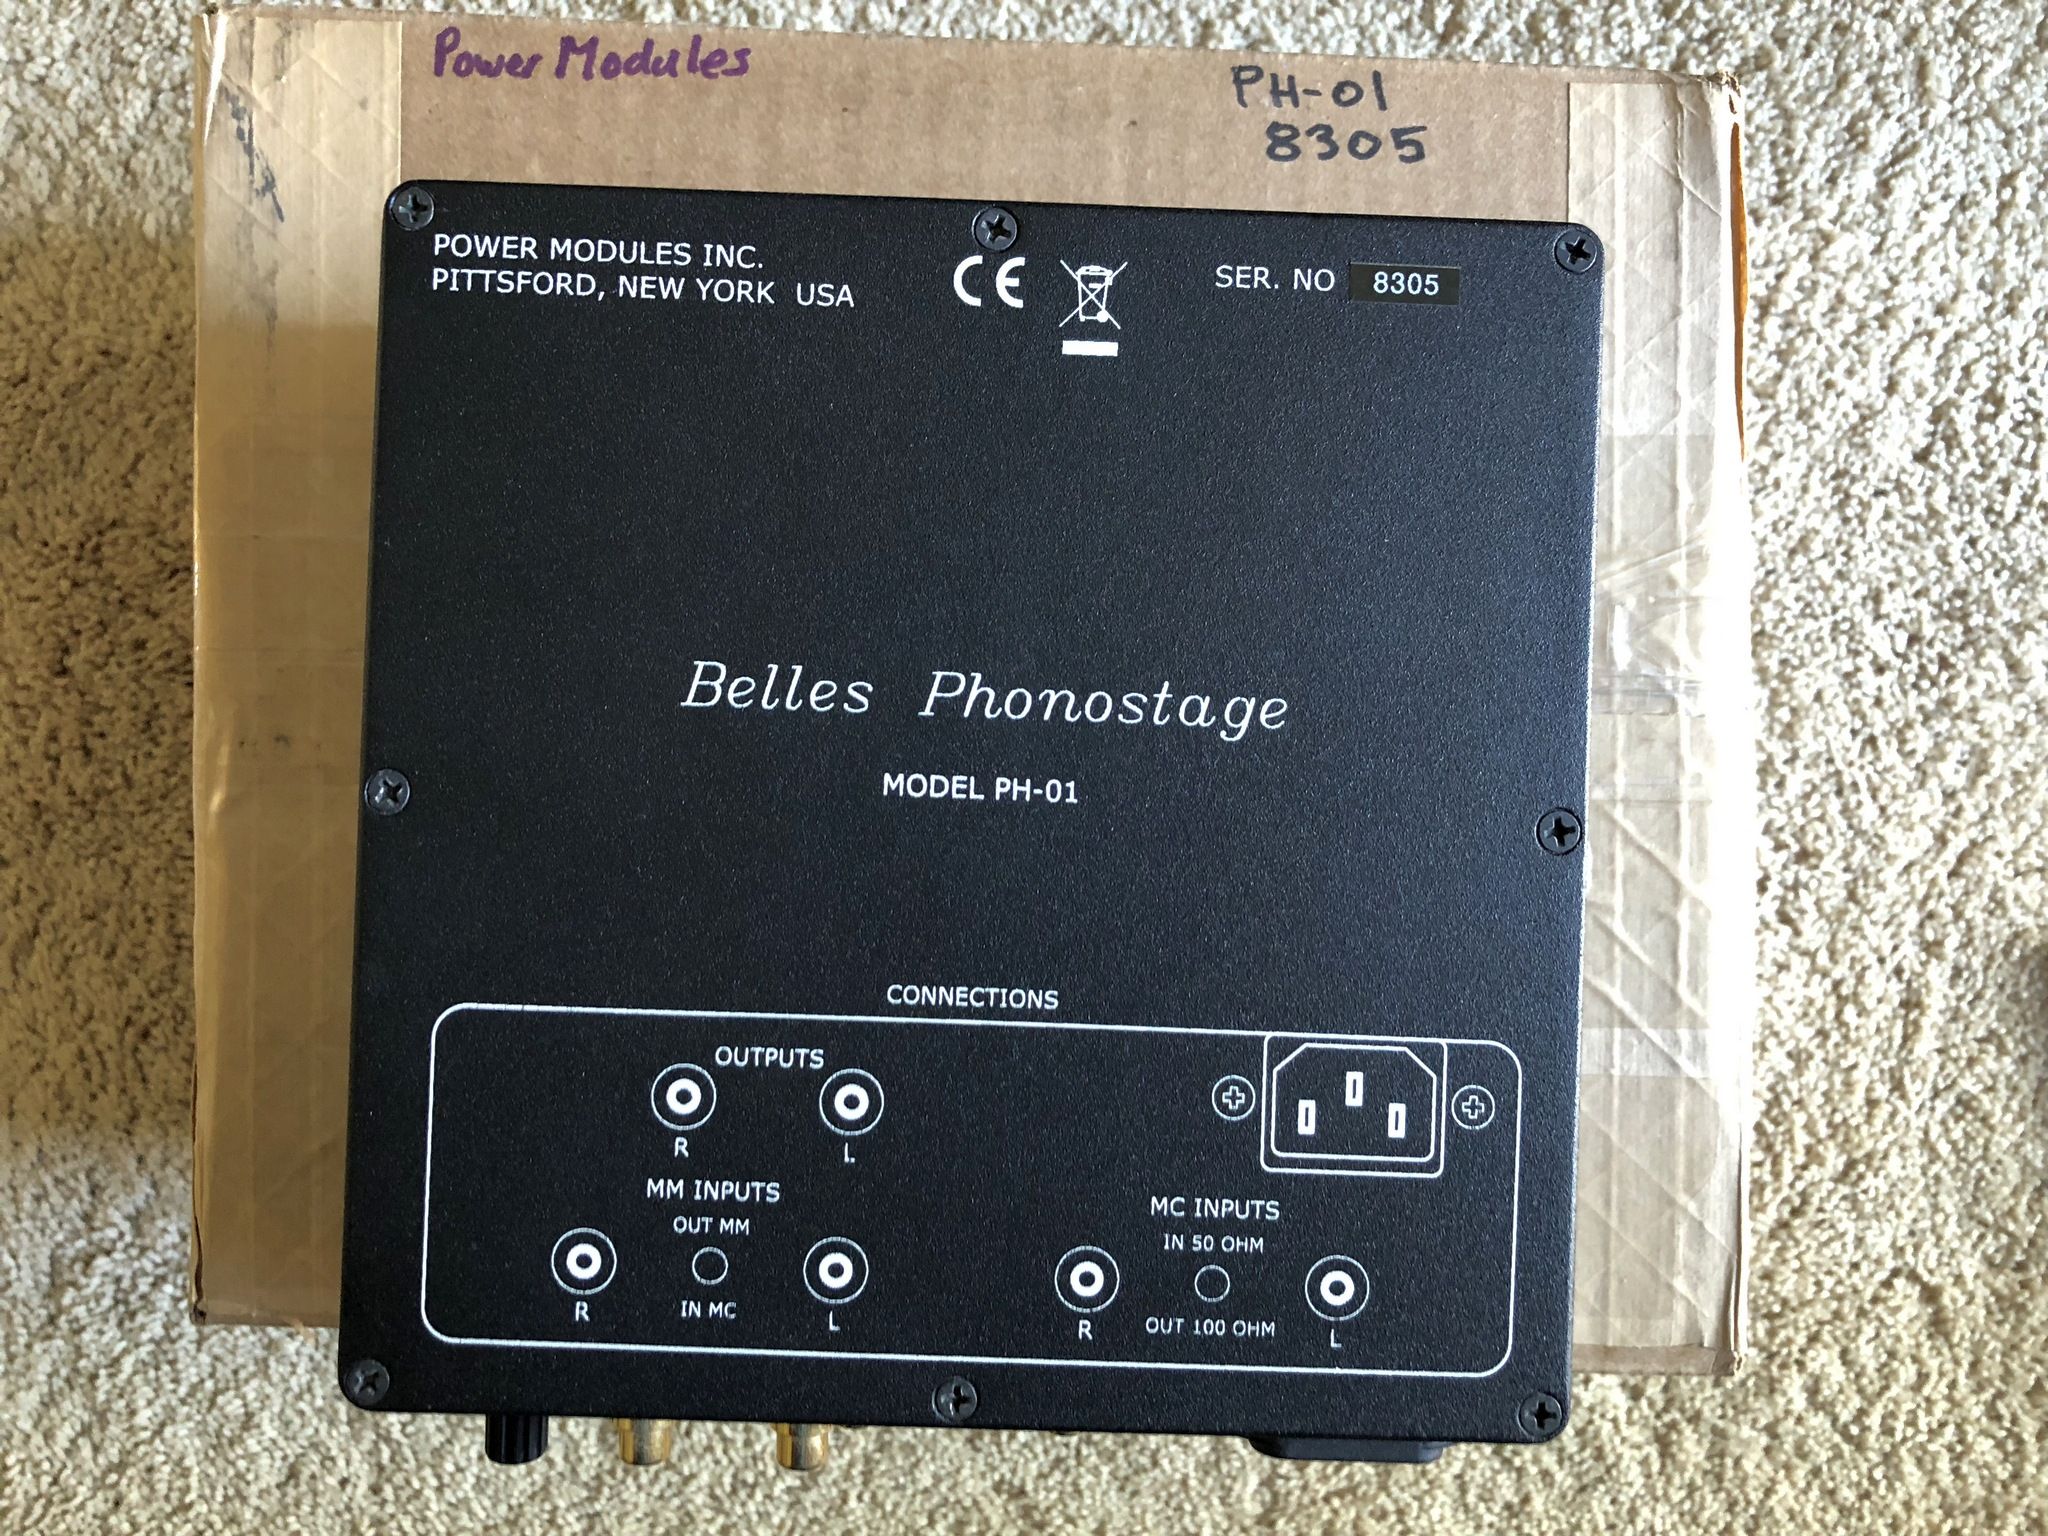 Power Modules
PH-01
8305
POWER MODULES INC.
PITTSFORD, NEW YORK USA
CE
SER. NO 8305
Belles Phonostage
MODEL PH-01
CONNECTIONS
OUTPUTS
R L
MM INPUTS
OUT MM
R L
IN MC
MC INPUTS
IN 50 OHM
R L
OUT 100 OHM